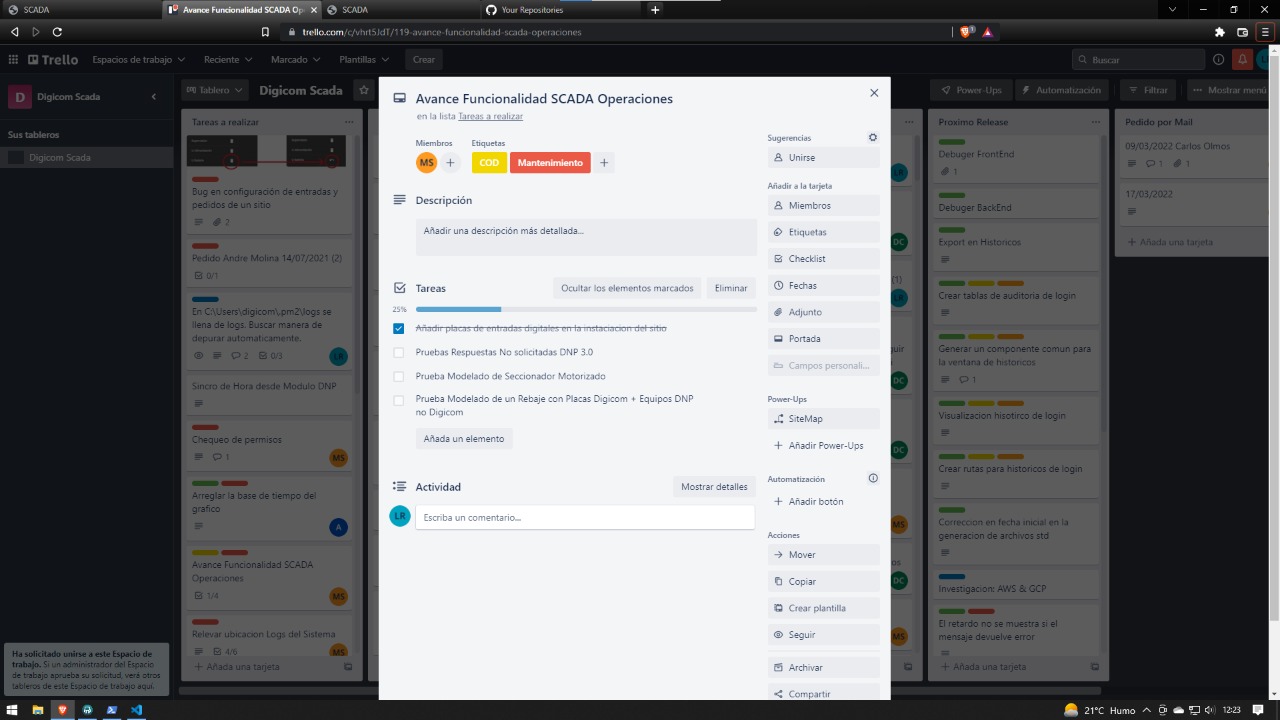 SCADA
Avance Funcionalidad SCADA Op
SCADA
Your Repositories
trello.com/c/vhrt5JdT/119-avance-funcionalidad-scada-operaciones
Trello
Espacios de trabajo
Reciente
Marcado
Plantillas
Crear
Buscar
D
Digicom Scada
Sus tableros
Digicom Scada
Ha solicitado unirse a este Espacio de
trabajo. Si un administrador del Espacio
de trabajo aprueba su solicitud, verá otros
tableros de este Espacio de trabajo aquí.
Tablero
Digicom Scada
Power-Ups
Automatización
Filtrar
Mostrar menú
Tareas a realizar
Bug en configuración de entradas y
pedidos de un sitio
2
Pedido Andre Molina 14/07/2021 (2)
0/1
En C:\Users\digicom\.pm2\logs se
llena de logs. Buscar manera de
depurar automaticamente.
2
0/3
LR
Sincro de Hora desde Modulo DNP
Chequeo de permisos
1
MS
Arreglar la base de tiempo del
grafico
A
Avance Funcionalidad SCADA
Operaciones
1/4
MS
Relevar ubicacion Logs del Sistema
4/6
MS
Añada una tarjeta
Avance Funcionalidad SCADA Operaciones
en la lista Tareas a realizar
Miembros
Etiquetas
MS
COD
Mantenimiento
Descripción
Añadir una descripción más detallada...
Tareas
Ocultar los elementos marcados
Eliminar
25%
Añadir placas de entradas digitales en la instaciacion del sitio
Pruebas Respuestas No solicitadas DNP 3.0
Prueba Modelado de Seccionador Motorizado
Prueba Modelado de un Rebaje con Placas Digicom + Equipos DNP
no Digicom
Añada un elemento
Actividad
Mostrar detalles
LR
Escriba un comentario...
Sugerencias
Unirse
Añadir a la tarjeta
Miembros
Etiquetas
Checklist
Fechas
Adjunto
Portada
Campos personali...
Power-Ups
SiteMap
Añadir Power-Ups
Automatización
Añadir botón
Acciones
Mover
Copiar
Crear plantilla
Seguir
Archivar
Compartir
LR
DC
(1)
LR
quir
LR
DC
MS
os
DC
MS
Proximo Release
Debuger FrontEnd
1
Debuger BackEnd
Export en Historicos
Crear tablas de auditoria de login
Generar un componente comun para
la ventana de historicos
1
Visualizacion hisotirco de login
Crear rutas para historicos de login
Correccion en fecha inicial en la
generacion de archivos std
Investigacion: AWS & GCP
El retardo no se muestra si el
mensaje devuelve error
Añada una tarjeta
Pedido por Mail
30/03/2022 Carlos Olmos
1
1
17/03/2022
Añada una tarjeta
21°C
Humo
12:23